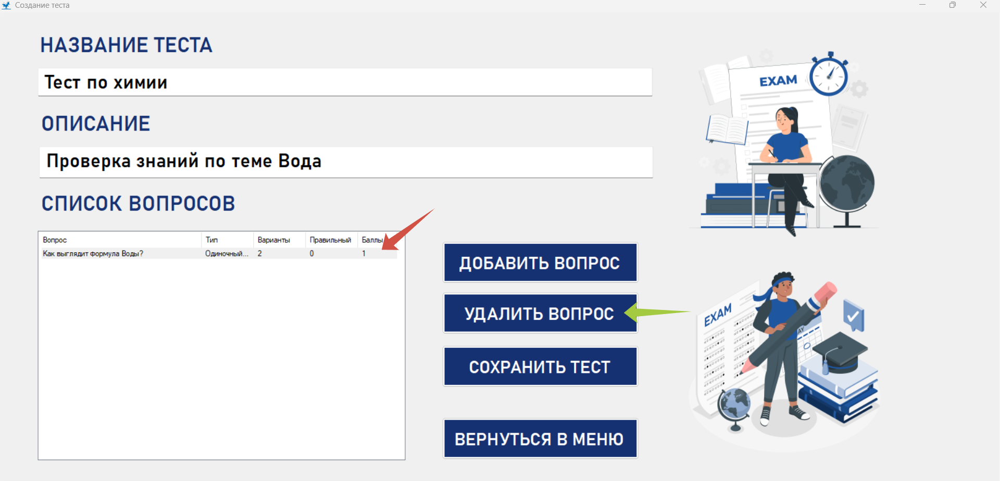 Создание теста
НАЗВАНИЕ ТЕСТА
Тест по химии
ОПИСАНИЕ
Проверка знаний по теме Вода
СПИСОК ВОПРОСОВ
Вопрос Тип Варианты Правильный Баллы
Как выглядит формула Воды? Одиночный... 2 0 1
ДОБАВИТЬ ВОПРОС
УДАЛИТЬ ВОПРОС
СОХРАНИТЬ ТЕСТ
ВЕРНУТЬСЯ В МЕНЮ
EXAM
EXAM
AY